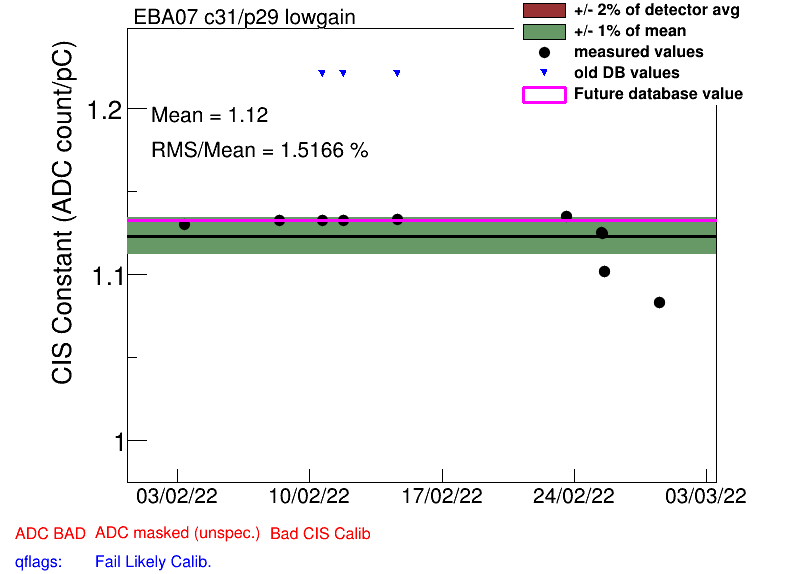 EBA07 c31/p29 lowgain
+/- 2% of detector avg
+/- 1% of mean
measured values
old DB values
Future database value
CIS Constant (ADC count/pC)
Mean = 1.12
RMS/Mean = 1.5166 %
1.2
1.1
1
03/02/22 10/02/22 17/02/22 24/02/22 03/03/22
ADC BAD ADC masked (unspec.) Bad CIS Calib
qflags: Fail Likely Calib.